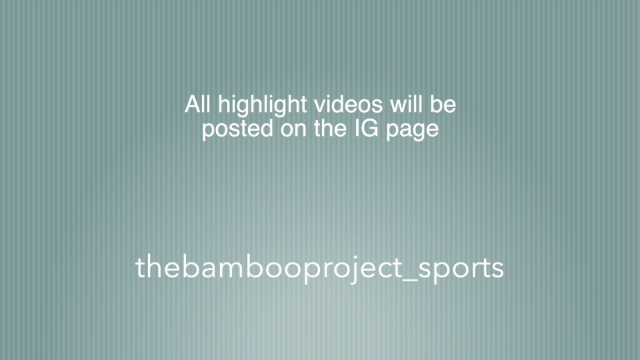 All highlight videos will be
posted on the IG page
thebambooproject_sports